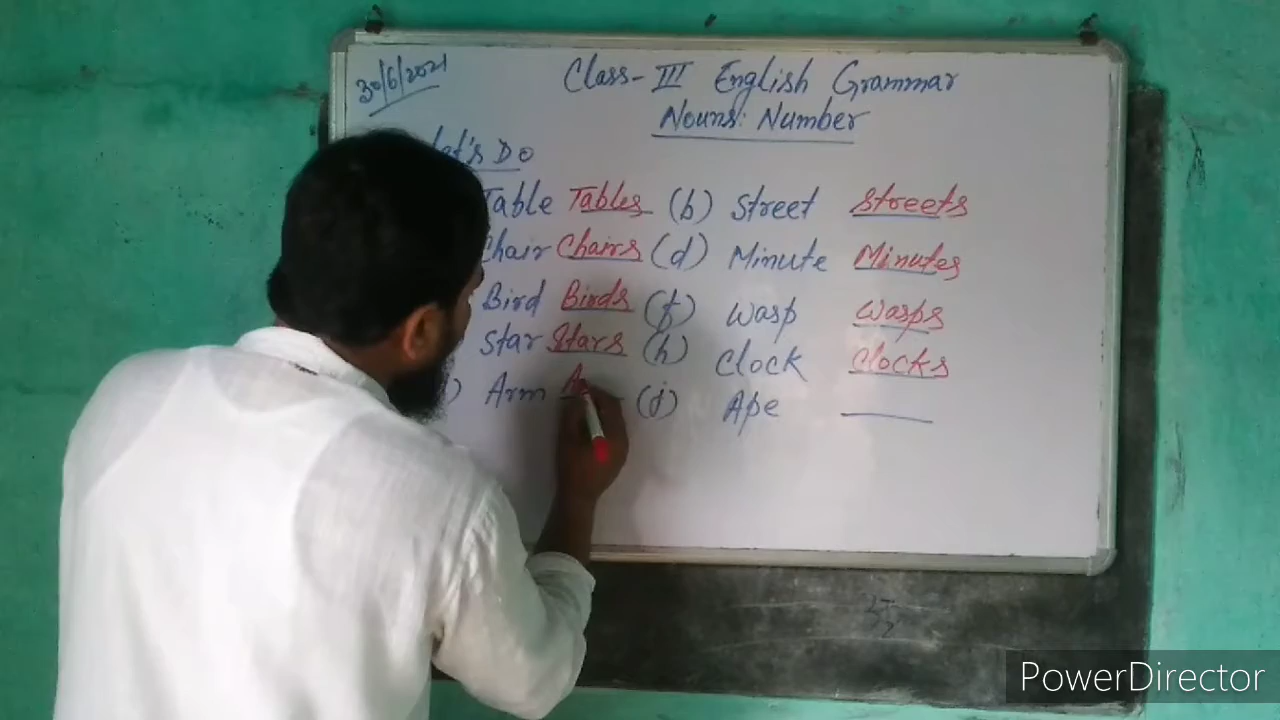 30/6/2021
Class-III English Grammar
Nouns: Number
Let's Do
Table Tables (b) Street Streets
Chair Chairs (d) Minute Minutes
Bird Birds (f) Wasp Wasps
Star Stars (h) Clock Clocks
) Arm A (j) Ape
PowerDirector